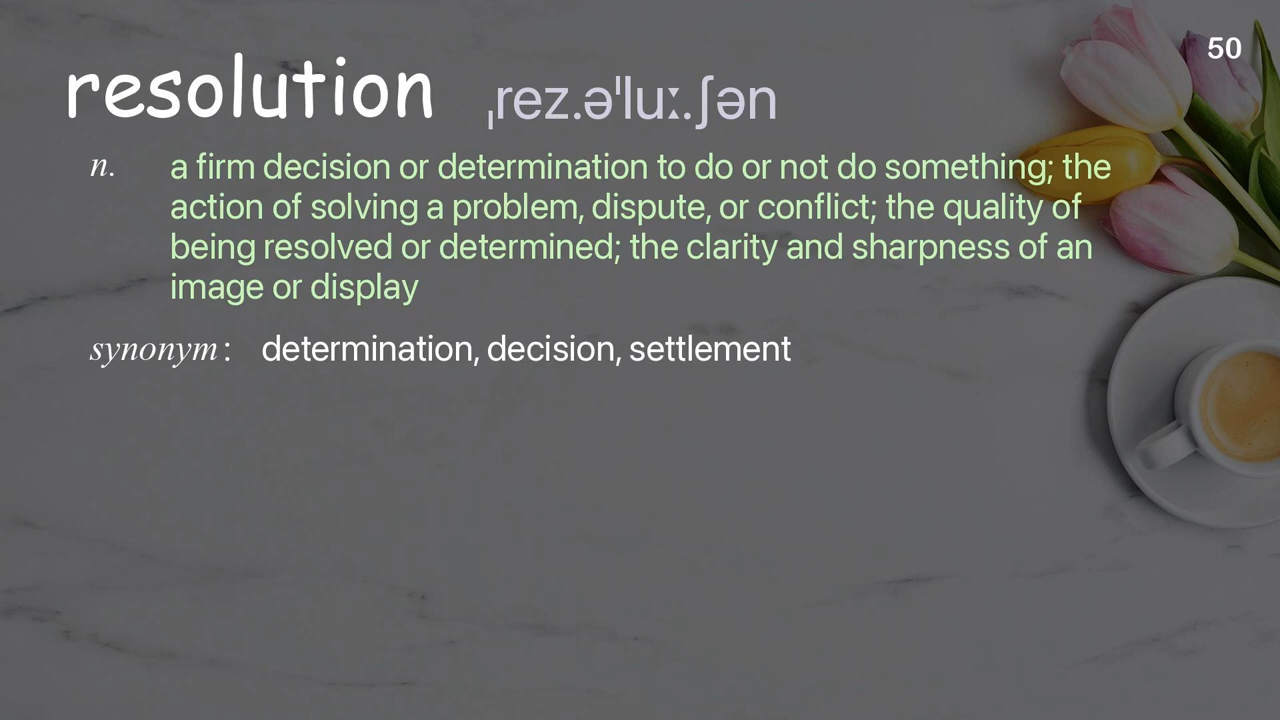 50
resolution ˌrez.əˈluː.ʃən
n. a firm decision or determination to do or not do something; the
action of solving a problem, dispute, or conflict; the quality of
being resolved or determined; the clarity and sharpness of an
image or display
synonym: determination, decision, settlement